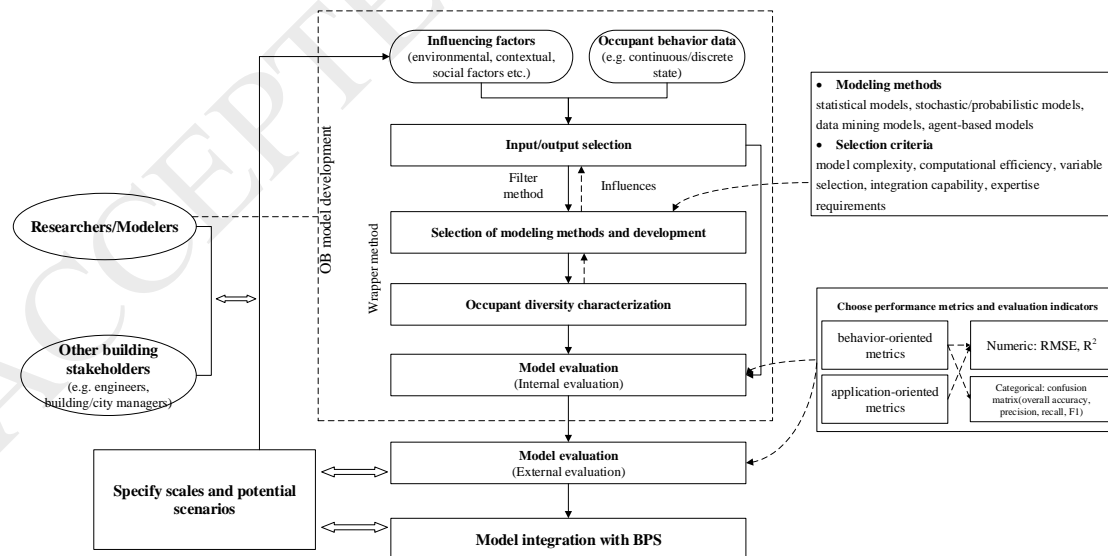 ACCEPTE
Influencing factors
(environmental, contextual,
social factors etc.)
Occupant behavior data
(e.g. continuous/discrete
state)
Input/output selection
Filter
method
Influences
Selection of modeling methods and development
Occupant diversity characterization
Model evaluation
(Internal evaluation)
OB model development
Wrapper method
Model evaluation
(External evaluation)
Model integration with BPS
Researchers/Modelers
Other building
stakeholders
(e.g. engineers,
building/city managers)
Specify scales and potential
scenarios
• Modeling methods
statistical models, stochastic/probabilistic models,
data mining models, agent-based models
• Selection criteria
model complexity, computational efficiency, variable
selection, integration capability, expertise
requirements
Choose performance metrics and evaluation indicators
behavior-oriented
metrics
application-oriented
metrics
Numeric: RMSE, R²
Categorical: confusion
matrix(overall accuracy,
precision, recall, F1)